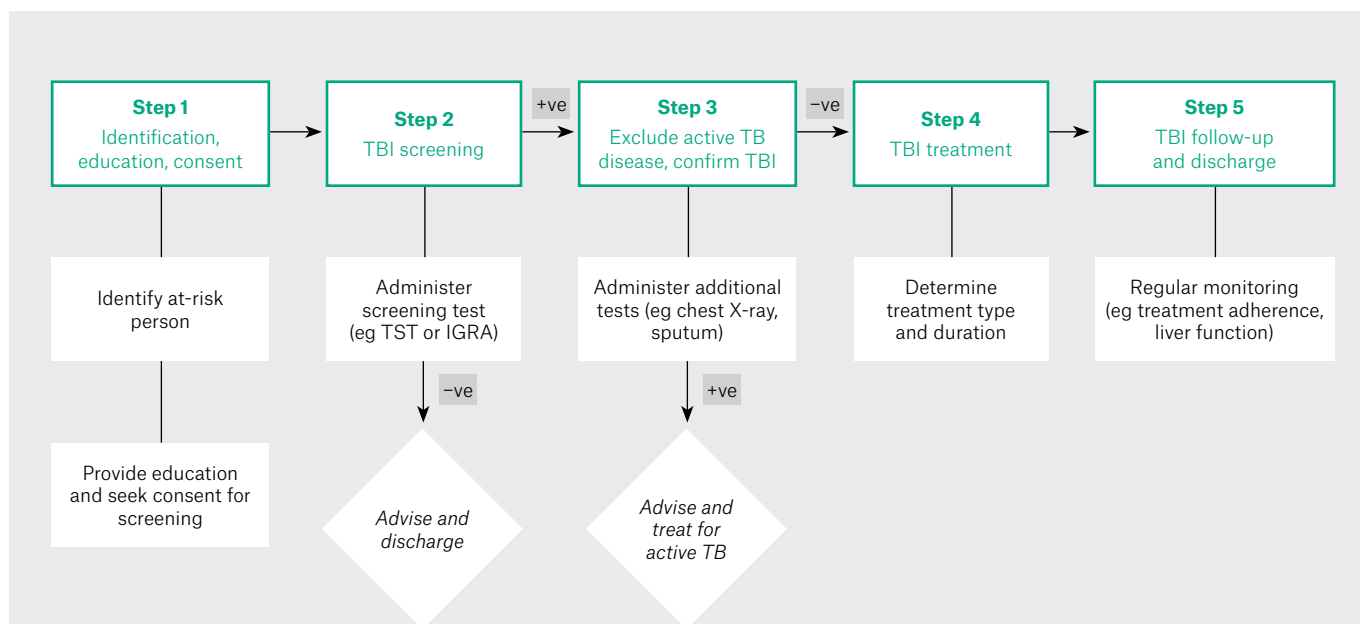 Step 1
Identification,
education, consent
+ve
Step 2
TBI screening
Step 3
Exclude active TB
disease, confirm TBI
−ve
Step 4
TBI treatment
Step 5
TBI follow-up
and discharge
Identify at-risk
person
Administer
screening test
(eg TST or IGRA)
Administer additional
tests (eg chest X-ray,
sputum)
Determine
treatment type
and duration
Regular monitoring
(eg treatment adherence,
liver function)
−ve
+ve
Provide education
and seek consent for
screening
Advise and
discharge
Advise and
treat for
active TB